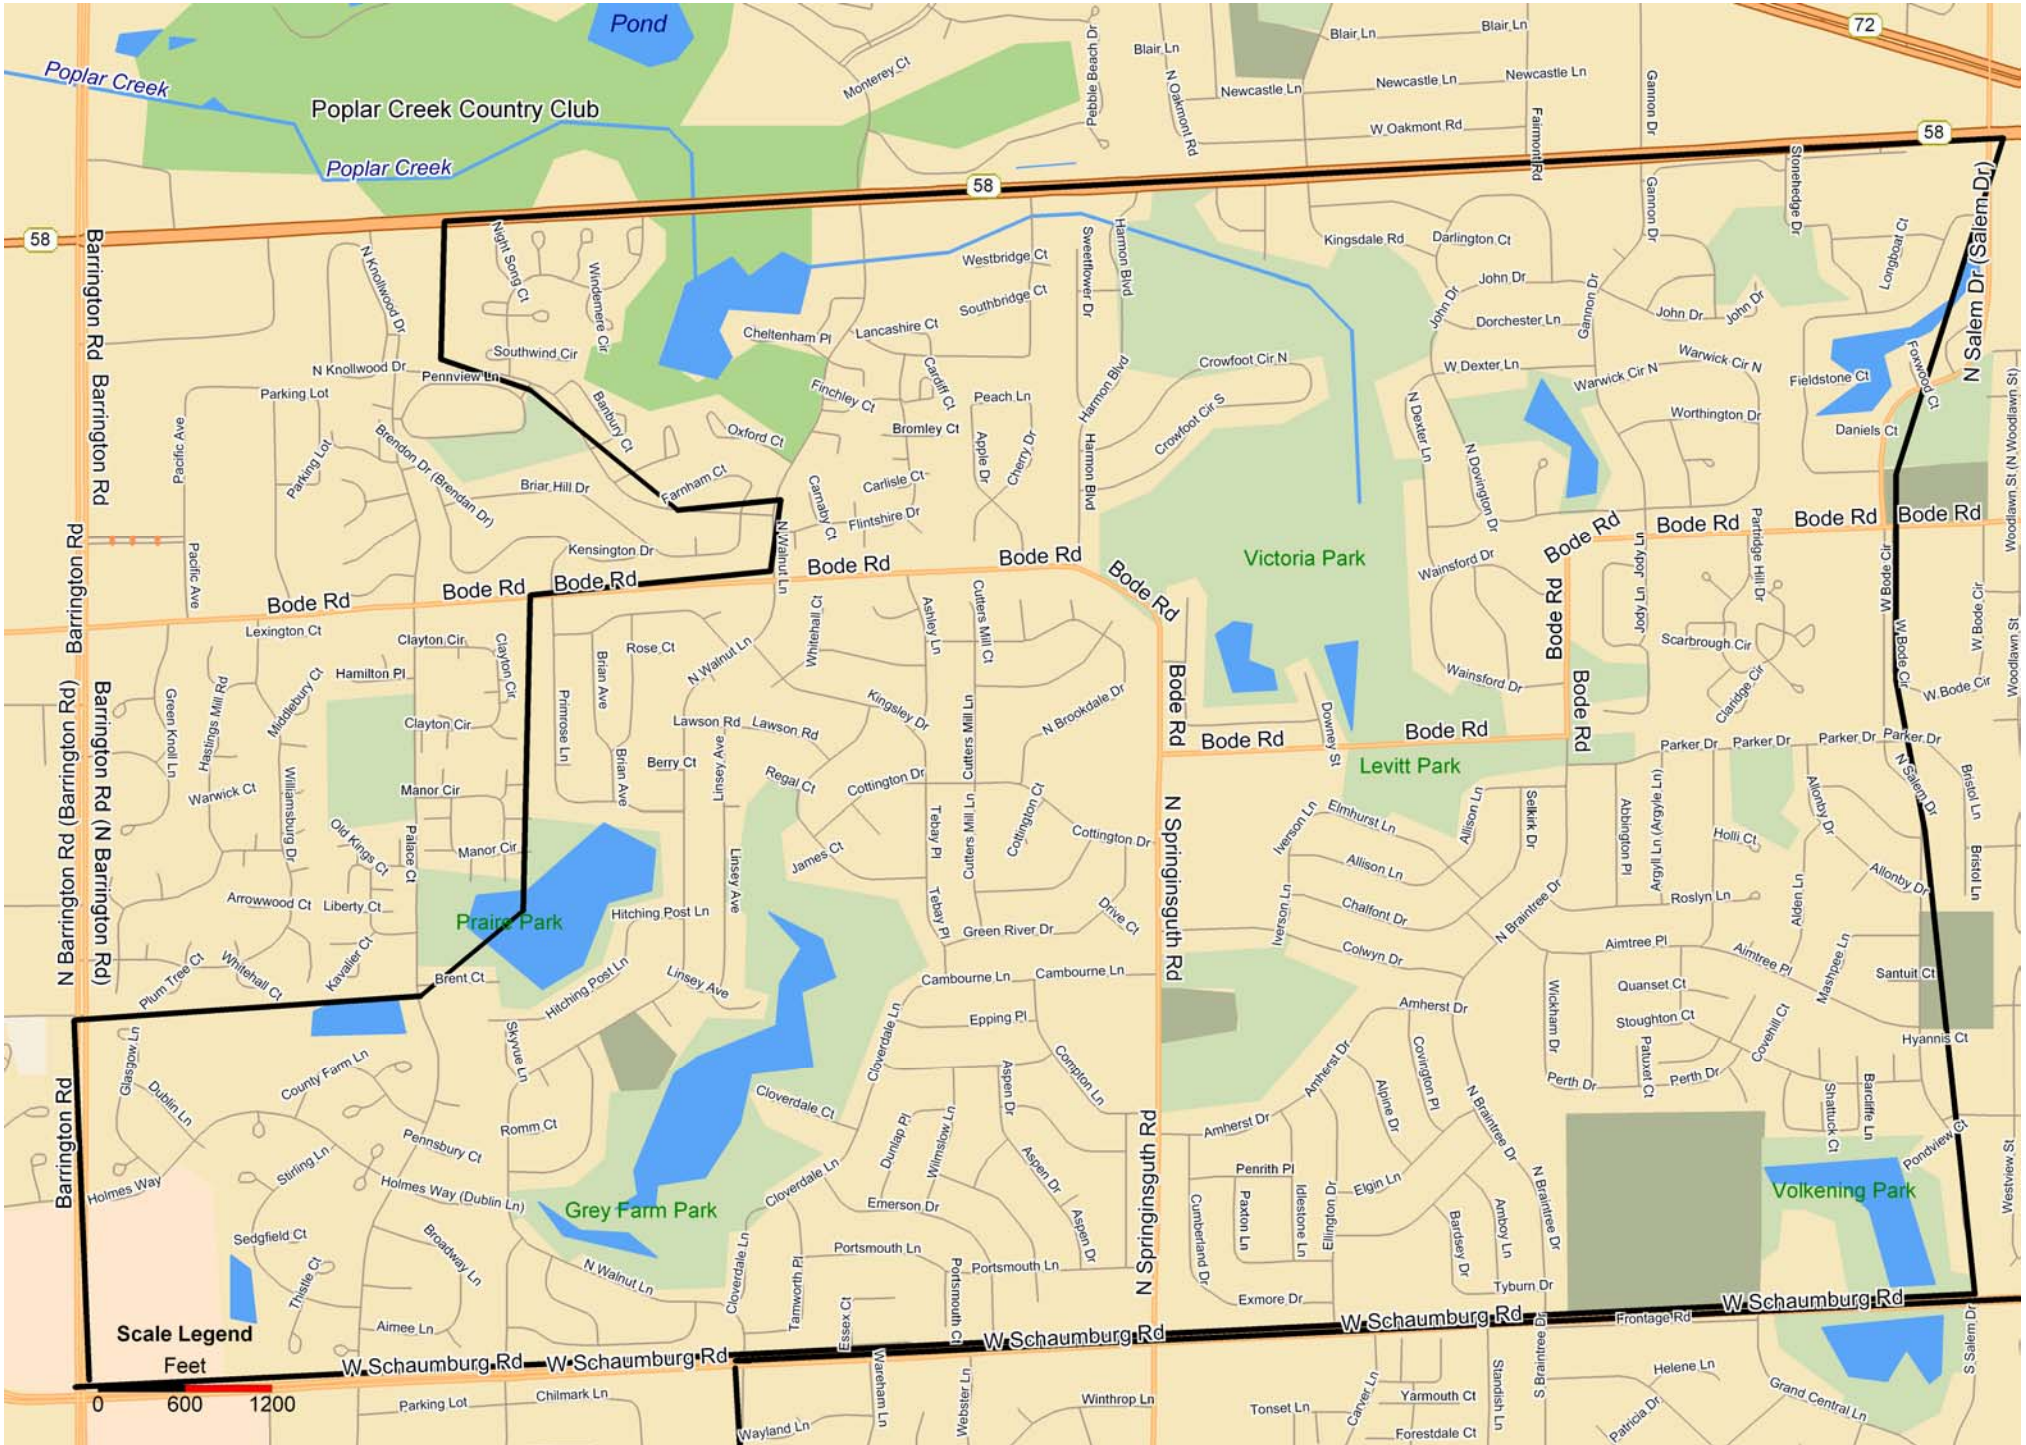 Pond
Blair Ln
Blair Ln
Blair Ln
72
Poplar Creek
Monterey Ct
Pebble Beach Dr
N Oakmont Rd
Newcastle Ln
Newcastle Ln
Newcastle Ln
Gannon Dr
Poplar Creek Country Club
W Oakmont Rd
Fairmont Rd
58
Poplar Creek
58
58
Stonehedge Dr
N Salem Dr (Salem Dr)
Barrington Rd
N Knollwood Dr
Night Song Ct
Windemere Cir
Westbridge Ct
Sweetflower Dr
Harmon Blvd
Kingsdale Rd
Darlington Ct
Gannon Dr
Longboat Ct
Southbridge Ct
John Dr
John Dr
Gannon Dr
John Dr
John Dr
Cheltenham Pl
Lancashire Ct
Dorchester Ln
Southwind Cir
N Knollwood Dr
Pennview Ln
Cardiff Ct
Harmon Blvd
Crowfoot Cir N
W Dexter Ln
Warwick Cir N
Warwick Cir N
Fieldstone Ct
Foxwood Ct
N Salem Dr
Barrington Rd
Parking Lot
Banbury Ct
Finchley Ct
Peach Ln
Crowfoot Cir S
N Dexter Ln
Worthington Dr
Woodlawn St (N Woodlawn St)
Pacific Ave
Parking Lot
Brendon Dr (Brendan Dr)
Oxford Ct
Bromley Ct
Apple Dr
Cherry Dr
Harmon Blvd
N Dovington Dr
Daniels Ct
Briar Hill Dr
Farnham Ct
Carnaby Ct
Carlisle Ct
Flintshire Dr
Barrington Rd
Pacific Ave
Kensington Dr
N Walnut Ln
Bode Rd
Bode Rd
Bode Rd
Bode Rd
Bode Rd
Bode Rd
Victoria Park
Wainsford Dr
Bode Rd
Bode Rd
Bode Rd
Bode Rd
Jody Ln
Jody Ln
Partridge Hill Dr
W Bode Cir
W Bode Cir
Lexington Ct
Clayton Cir
Clayton Cir
Hamilton Pl
Rose Ct
Brian Ave
N Walnut Ln
Whitehall Ct
Ashley Ln
Cutters Mill Ct
Bode Rd
Scarbrough Cir
W Bode Cir
W Bode Cir
Woodlawn St
Woodlawn St
N Barrington Rd (Barrington Rd)
Barrington Rd (N Barrington Rd)
Green Knoll Ln
Hastings Mill Rd
Middlebury Ct
Primrose Ln
Kingsley Dr
N Brookdale Dr
Bode Rd
Wainsford Dr
Claridge Cir
Clayton Cir
Lawson Rd
Lawson Rd
Cutters Mill Ln
Bode Rd
Downey St
Bode Rd
Bode Rd
Levitt Park
Parker Dr
Parker Dr
Parker Dr
Parker Dr
Warwick Ct
Williamsburg Dr
Manor Cir
Brian Ave
Berry Ct
Linsey Ave
Regal Ct
Cottington Dr
Cottington Ct
Cutters Mill Ln
Tebay Pl
Cottington Dr
N Springinsguth Rd
Iverson Ln
Elmhurst Ln
Allison Ln
Selkirk Dr
Abbington Pl
Argyll Ln (Argyle Ln)
Holli Ct
Allonby Dr
N Salem Dr
Bristol Ln
Old Kings Ct
Palace Ct
Manor Cir
Linsey Ave
James Ct
Allison Ln
Allonby Dr
Bristol Ln
Arrowwood Ct
Liberty Ct
Praire Park
Hitching Post Ln
Tebay Pl
Green River Dr
Drive Ct
Iverson Ln
Chalfont Dr
N Braintree Dr
Roslyn Ln
Alden Ln
Plum Tree Ct
Whitehall Ct
Kavalier Ct
Brent Ct
Hitching Post Ln
Linsey Ave
Cambourne Ln
Cambourne Ln
Colwyn Dr
Aimtree Pl
Aimtree Pl
Mashpee Ln
Santuit Ct
Skyvue Ln
Cloverdale Ln
Epping Pl
Amherst Dr
Wickham Dr
Quanset Ct
Stoughton Ct
Covehill Ct
Hyannis Ct
Glasgow Ln
Dublin Ln
County Farm Ln
Aspen Dr
Compton Ln
Amherst Dr
Covington Pl
Perth Dr
Patuxet Ct
Perth Dr
Shattuck Ct
Barcliffe Ln
Barrington Rd
Cloverdale Ct
Alpine Dr
N Braintree Dr
Romm Ct
Pennsbury Ct
Dunlap Pl
Wilmslow Ln
N Springinsguth Rd
Amherst Dr
Pondview Ct
Holmes Way
Stirling Ln
Holmes Way (Dublin Ln)
Cloverdale Ln
Aspen Dr
Penrith Pl
Elgin Ln
N Braintree Dr
Volkening Park
Westview St
Grey Farm Park
Emerson Dr
Cumberland Dr
Paxton Ln
Idlestone Ln
Ellington Dr
Bardsey Dr
Amboy Ln
Sedgfield Ct
Broadway Ln
Portsmouth Ln
Aspen Dr
Thistle Ct
N Walnut Ln
Cloverdale Ln
Tamworth Pl
Portsmouth Ln
Portsmouth Ct
Tyburn Dr
Exmore Dr
Aimee Ln
Essex Ct
W Schaumburg Rd
W Schaumburg Rd
W Schaumburg Rd
W Schaumburg Rd
W Schaumburg Rd
Frontage Rd
Scale Legend
Feet
0 600 1200
Parking Lot
Chilmark Ln
Wayland Ln
Wareham Ln
Webster Ln
Winthrop Ln
Tonset Ln
Carver Ln
Yarmouth Ct
Forestdale Ct
Standish Ln
S Braintree Dr
Patricia Dr
Helene Ln
Grand Central Ln
S Salem Dr